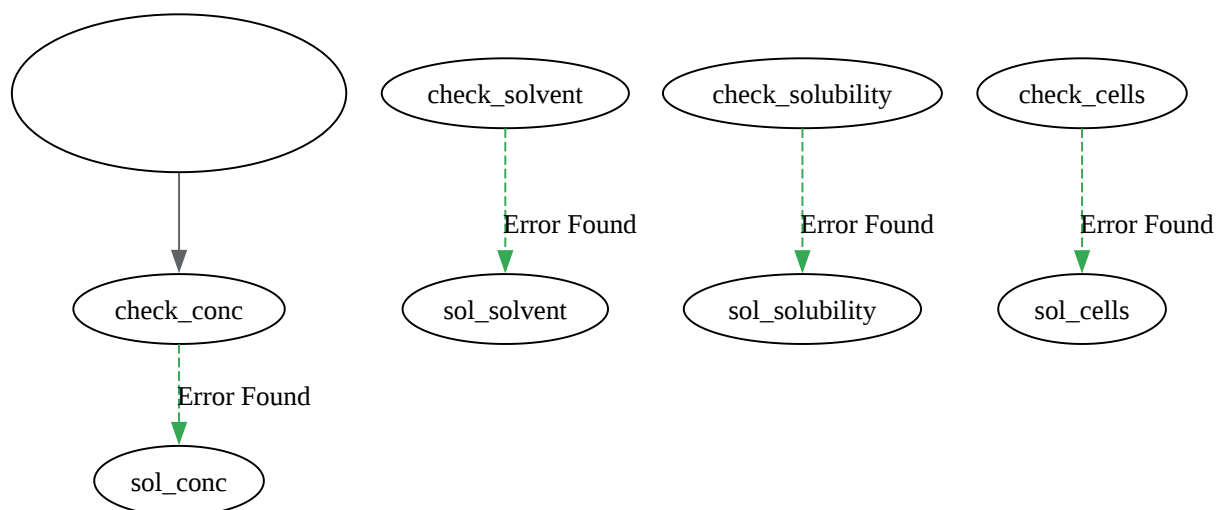 check_solvent
check_solubility
check_cells
Error Found
Error Found
Error Found
check_conc
sol_solvent
sol_solubility
sol_cells
Error Found
sol_conc